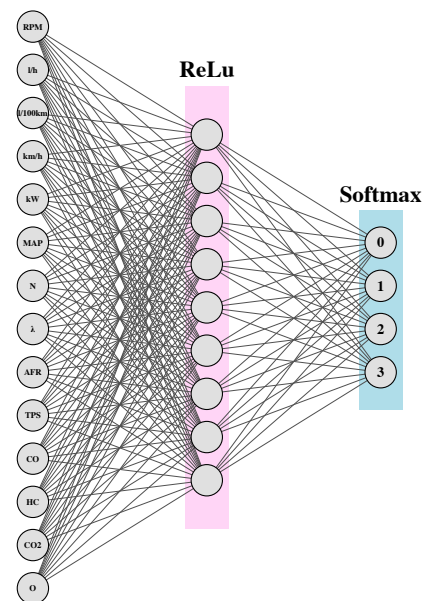 RPM
l/h
l/100km
km/h
kW
MAP
N
λ
AFR
TPS
CO
HC
CO2
O
ReLu
Softmax
0
1
2
3